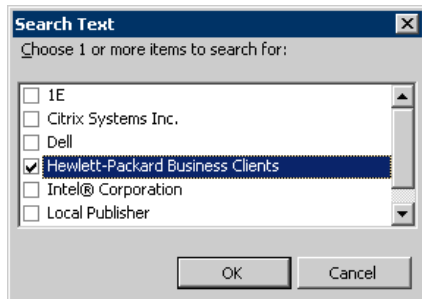 Search Text
Choose 1 or more items to search for:
1E
Citrix Systems Inc.
Dell
Hewlett-Packard Business Clients
Intel® Corporation
Local Publisher
OK Cancel